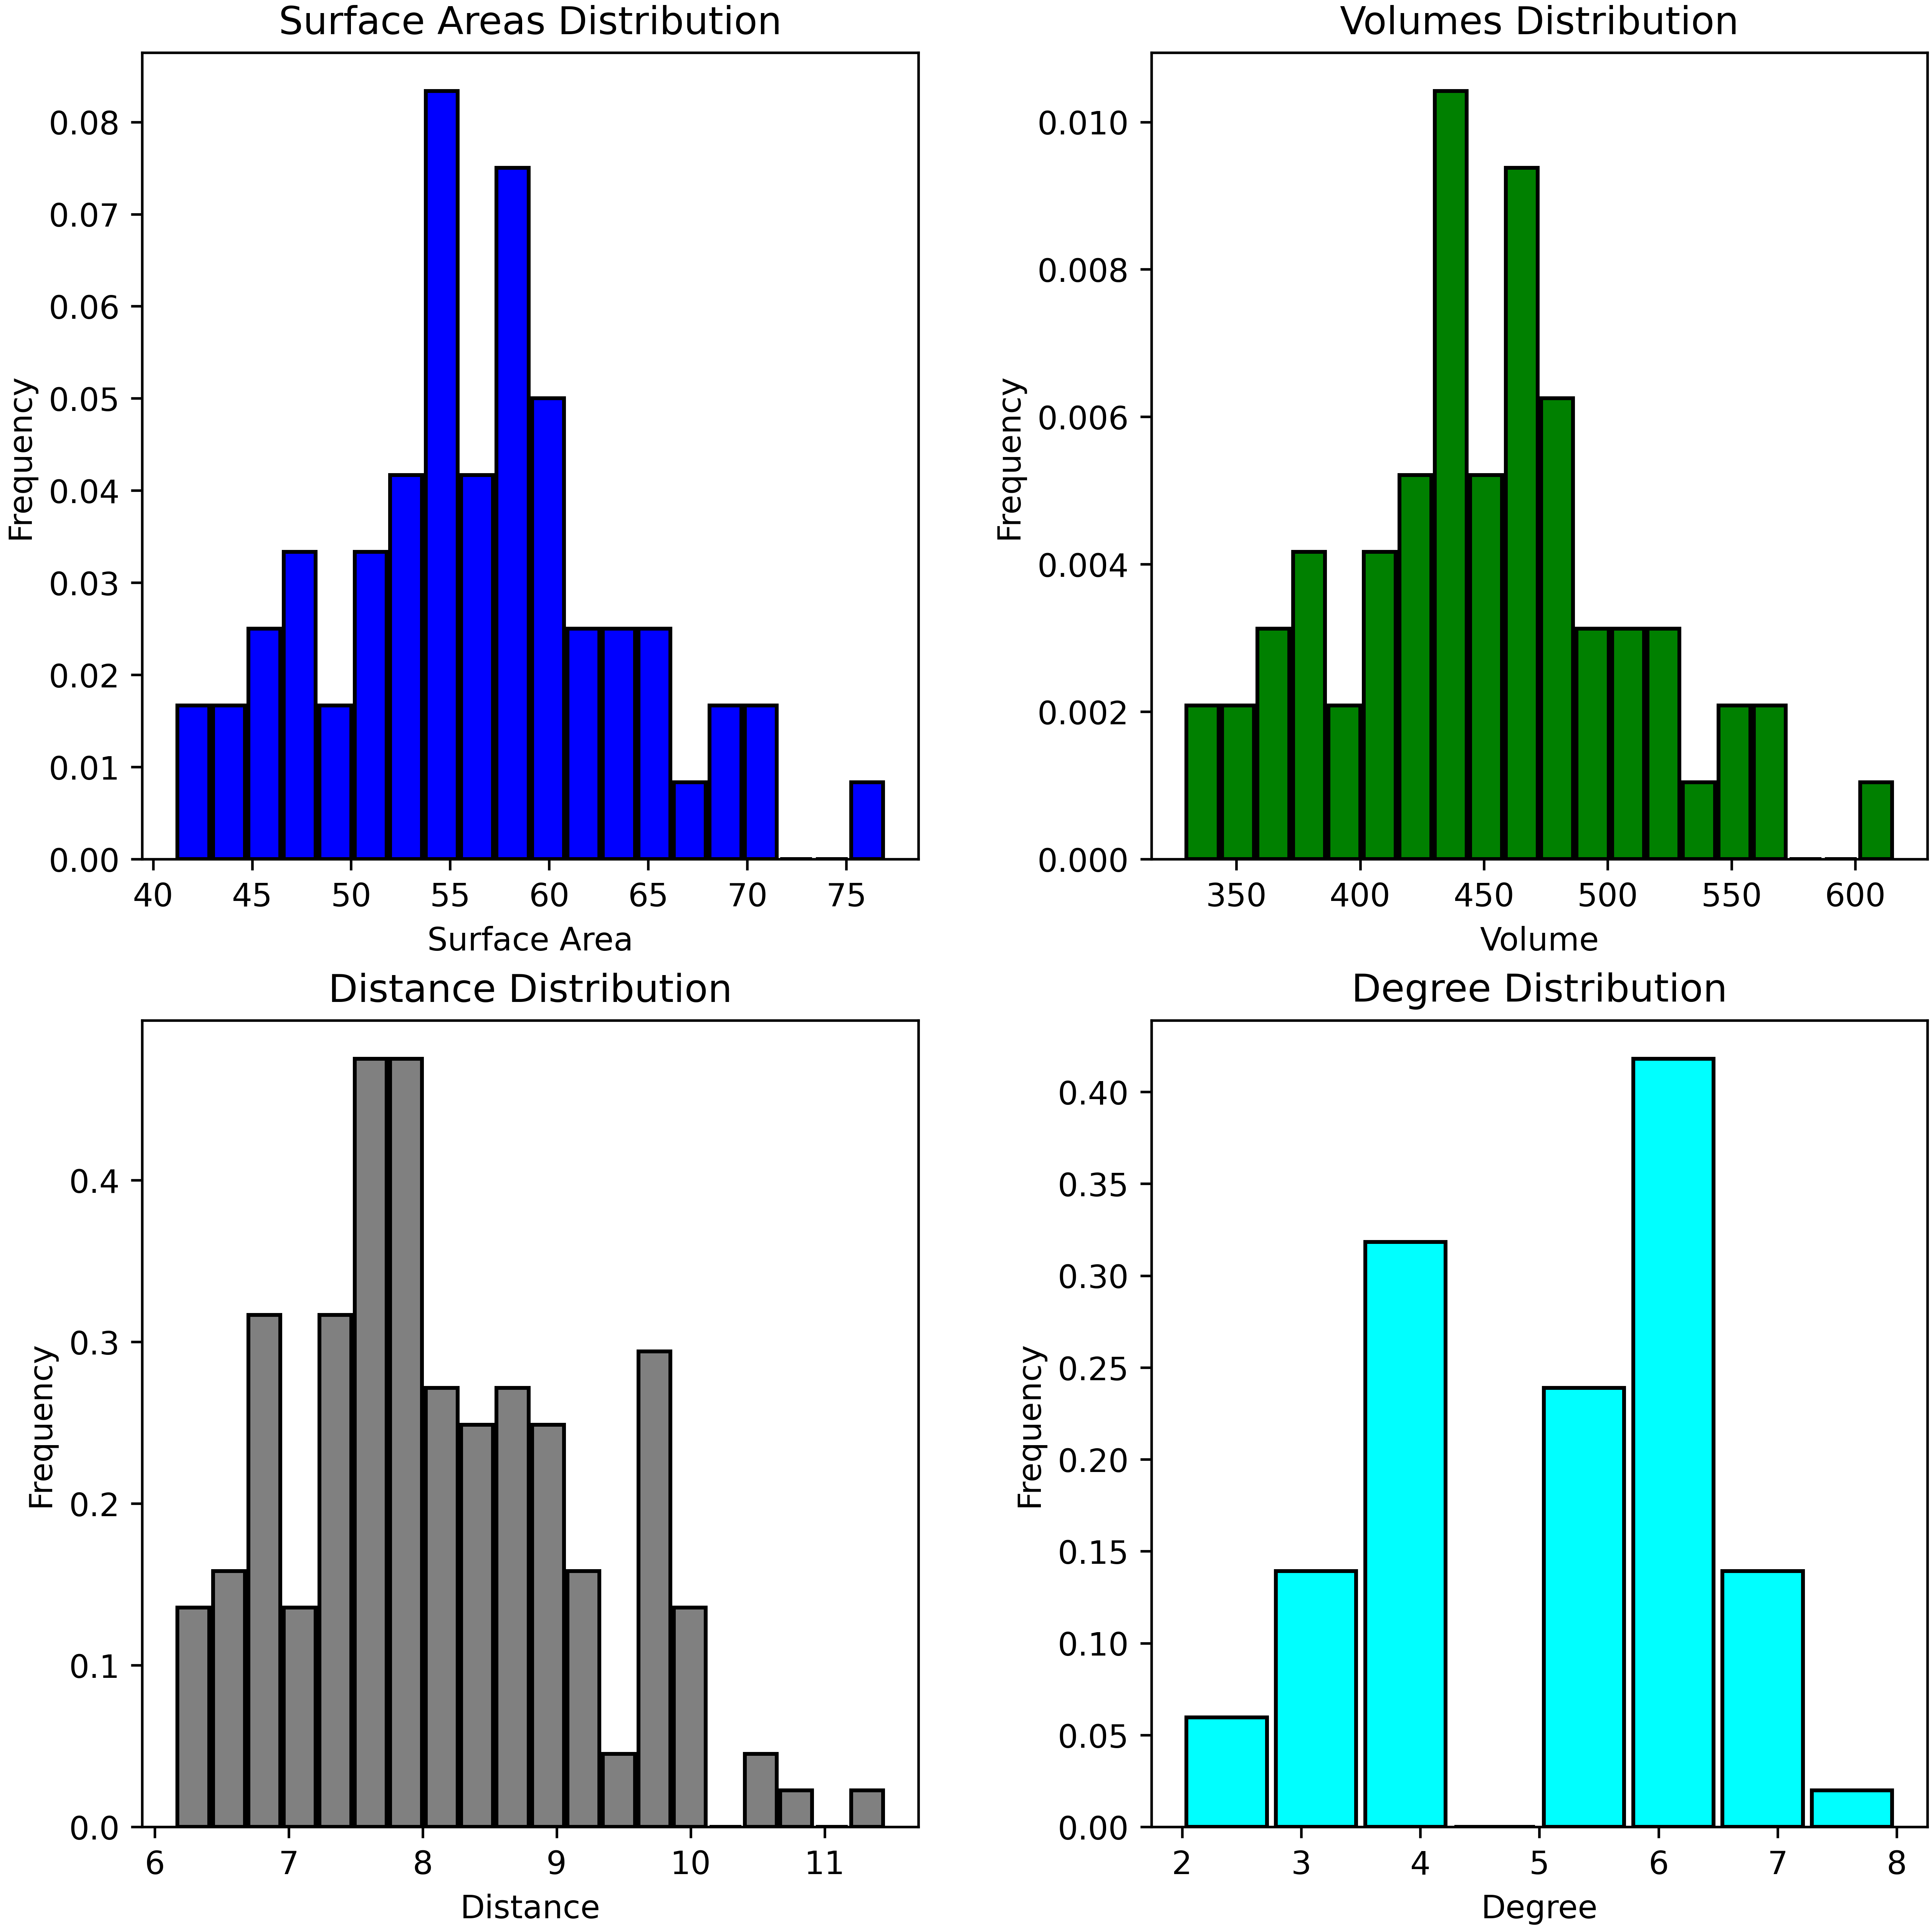 Surface Areas Distribution
Frequency
0.08
0.07
0.06
0.05
0.04
0.03
0.02
0.01
0.00
40 45 50 55 60 65 70 75
Surface Area
Volumes Distribution
Frequency
0.010
0.008
0.006
0.004
0.002
0.000
350 400 450 500 550 600
Volume
Distance Distribution
Frequency
0.4
0.3
0.2
0.1
0.0
6 7 8 9 10 11
Distance
Degree Distribution
Frequency
0.40
0.35
0.30
0.25
0.20
0.15
0.10
0.05
0.00
2 3 4 5 6 7 8
Degree